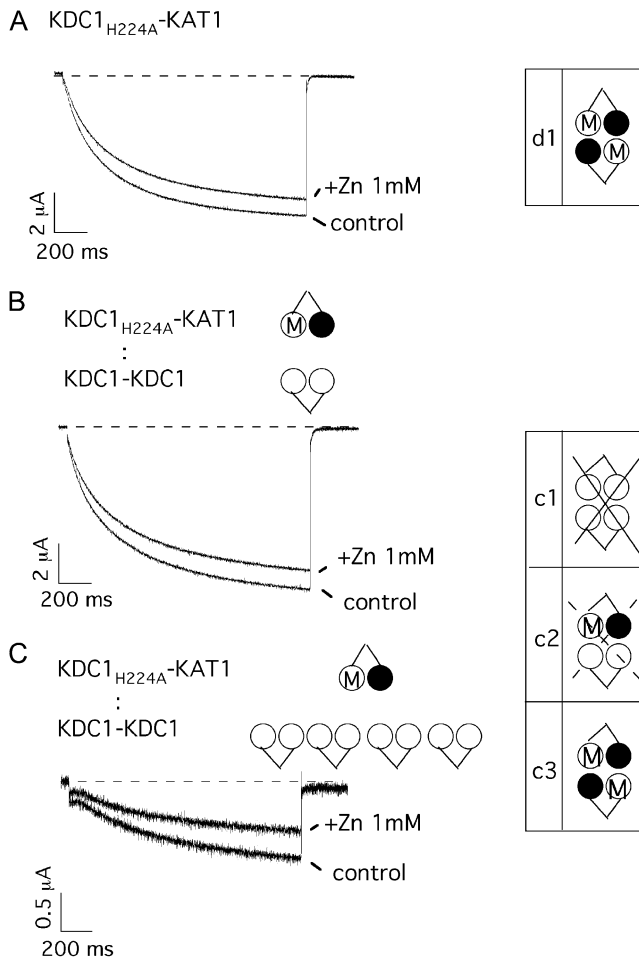 A
KDC1H224A-KAT1
+Zn 1mM
control
2 μA
200 ms
d1
M
M
B
KDC1H224A-KAT1
:
KDC1-KDC1
M
+Zn 1mM
control
2 μA
200 ms
c1
c2
M
c3
M
M
C
KDC1H224A-KAT1
:
KDC1-KDC1
M
+Zn 1mM
control
0.5 μA
200 ms